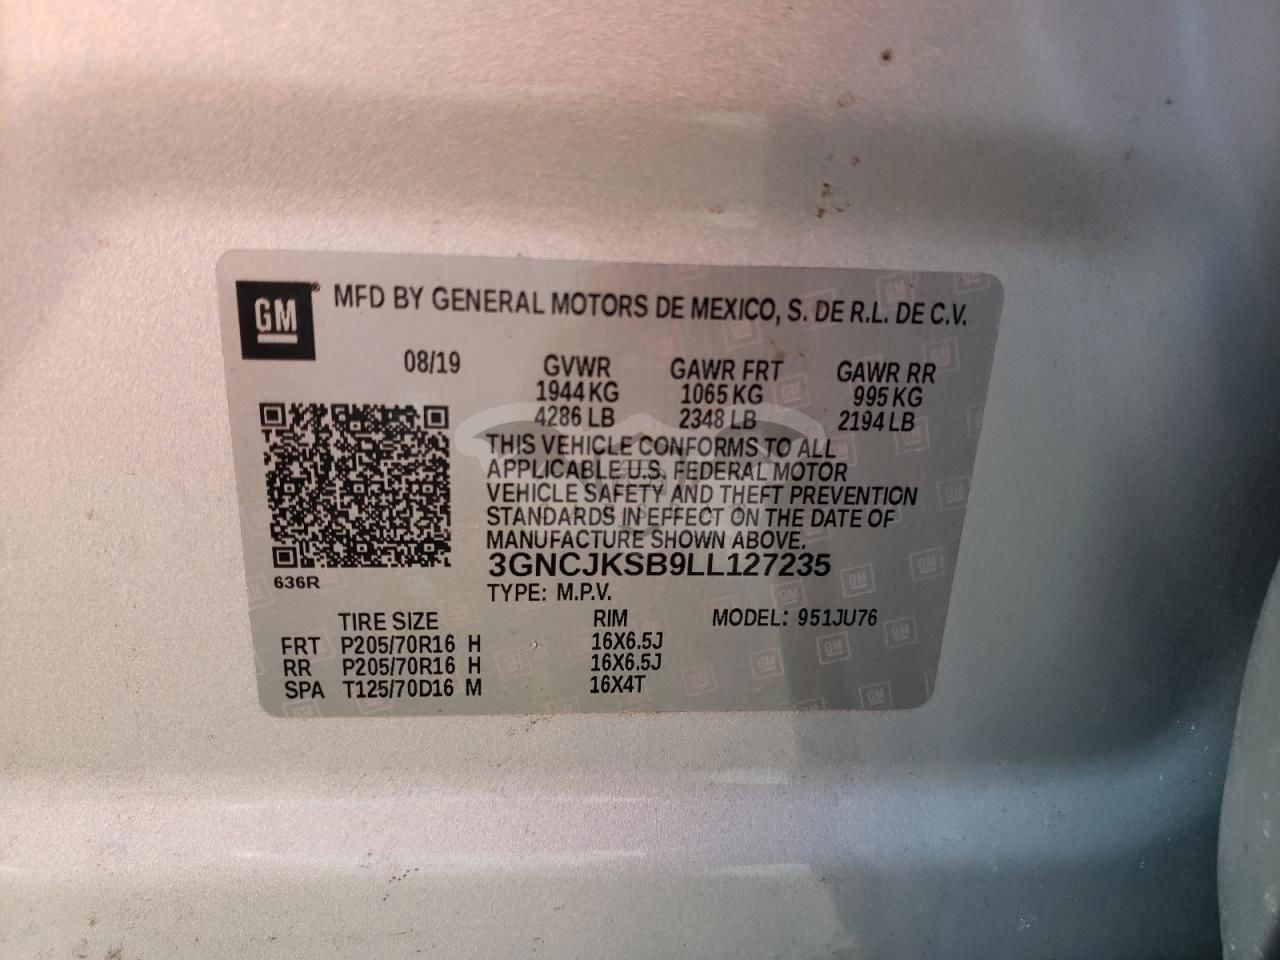 GM® MFD BY GENERAL MOTORS DE MEXICO, S. DE R.L. DE C.V.
08/19 GVWR GAWR FRT GAWR RR
1944 KG 1065 KG 995 KG
4286 LB 2348 LB 2194 LB
THIS VEHICLE CONFORMS TO ALL
APPLICABLE U.S. FEDERAL MOTOR
VEHICLE SAFETY AND THEFT PREVENTION
STANDARDS IN EFFECT ON THE DATE OF
MANUFACTURE SHOWN ABOVE.
3GNCJKSB9LL127235
636R
TYPE: M.P.V.
TIRE SIZE RIM MODEL: 951JU76
FRT P205/70R16 H 16X6.5J
RR P205/70R16 H 16X6.5J
SPA T125/70D16 M 16X4T